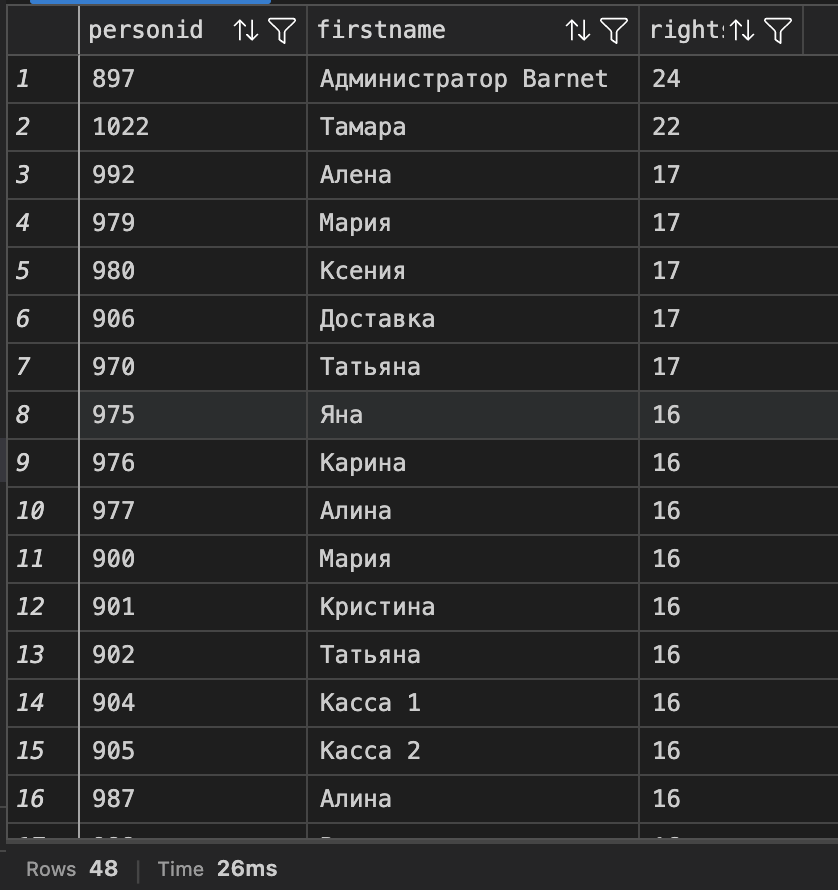 personid firstname right
1 897 Администратор Barnet 24
2 1022 Тамара 22
3 992 Алена 17
4 979 Мария 17
5 980 Ксения 17
6 906 Доставка 17
7 970 Татьяна 17
8 975 Яна 16
9 976 Карина 16
10 977 Алина 16
11 900 Мария 16
12 901 Кристина 16
13 902 Татьяна 16
14 904 Касса 1 16
15 905 Касса 2 16
16 987 Алина 16
Rows 48 | Time 26ms